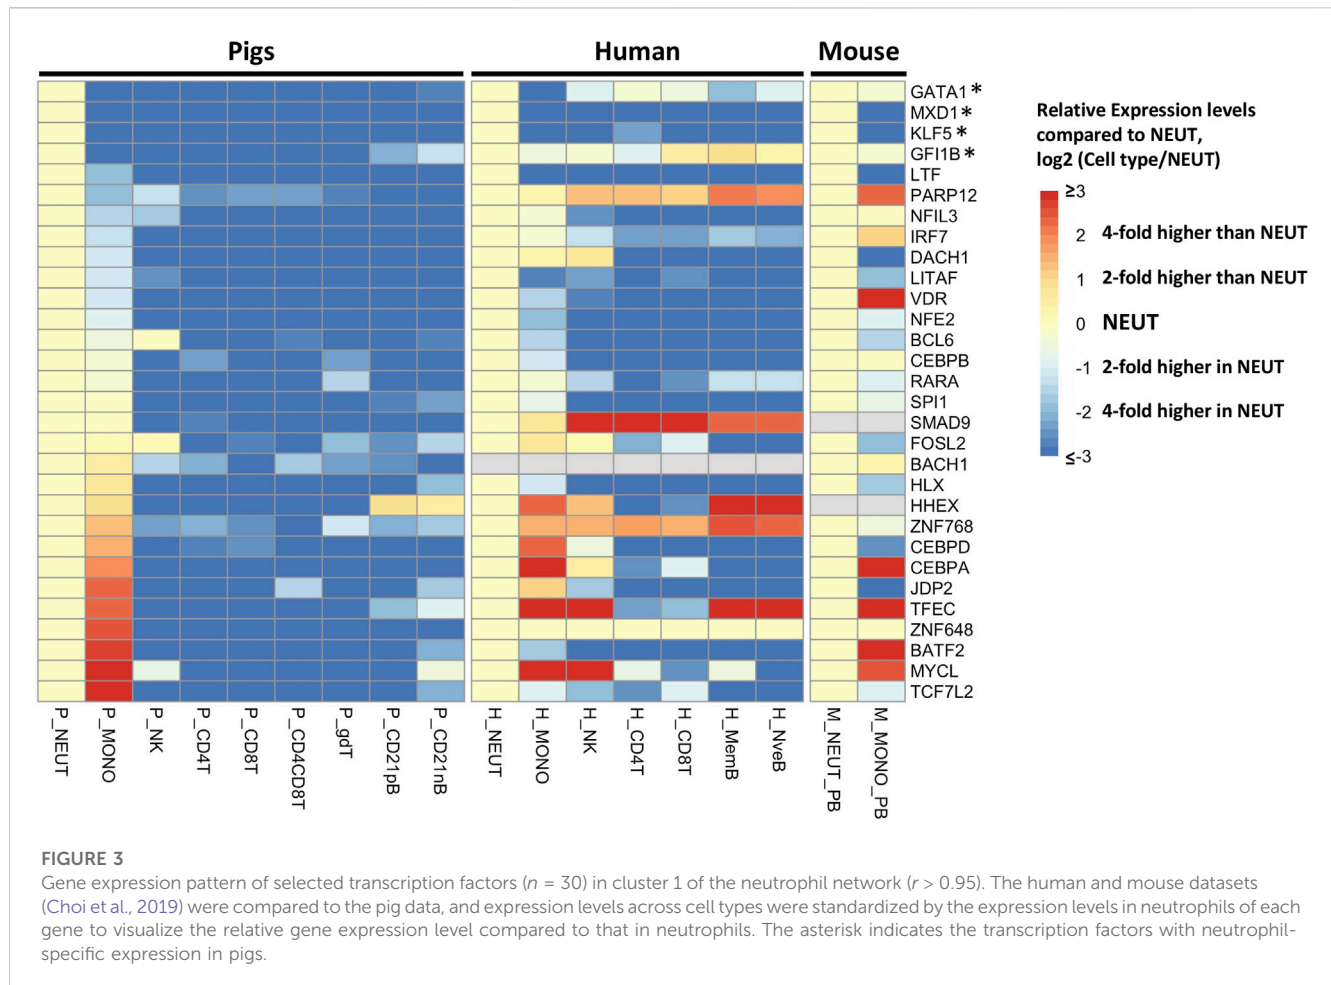 Pigs
Human
Mouse
GATA1*
MXD1*
KLF5*
GFI1B*
LTF
PARP12
NFIL3
IRF7
DACH1
LITAF
VDR
NFE2
BCL6
CEBPB
RARA
SPI1
SMAD9
FOSL2
BACH1
HLX
HHEX
ZNF768
CEBPD
CEBPA
JDP2
TFEC
ZNF648
BATF2
MYCL
TCF7L2
P_NEUT
P_MONO
P_NK
P_CD4T
P_CD8T
P_CD4CD8T
P_gdT
P_CD21pB
P_CD21nB
H_NEUT
H_MONO
H_NK
H_CD4T
H_CD8T
H_MemB
H_NveB
M_NEUT_PB
M_MONO_PB
Relative Expression levels
compared to NEUT,
log2 (Cell type/NEUT)
≥3
2 4-fold higher than NEUT
1 2-fold higher than NEUT
0 NEUT
-1 2-fold higher in NEUT
-2 4-fold higher in NEUT
≤-3
FIGURE 3
Gene expression pattern of selected transcription factors (n = 30) in cluster 1 of the neutrophil network (r > 0.95). The human and mouse datasets
(Choi et al., 2019) were compared to the pig data, and expression levels across cell types were standardized by the expression levels in neutrophils of each
gene to visualize the relative gene expression level compared to that in neutrophils. The asterisk indicates the transcription factors with neutrophil-
specific expression in pigs.